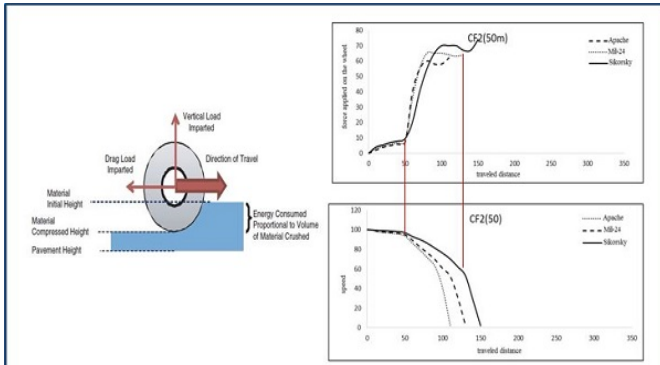 Vertical Load
Imparted
Drag Load
Imparted
Direction of Travel
Material
Initial Height
Material
Compressed Height
Pavement Height
Energy Consumed
Proportional to Volume
of Material Crushed
CF2(50m)
Apache
Mil-24
Sikorsky
force applied on the wheel
80
70
60
50
40
30
20
10
0
0 50 100 150 200 250 300 350
traveled distance
CF2(50)
Apache
Mil-24
Sikorsky
speed
120
100
80
60
40
20
0
0 50 100 150 200 250 300 350
traveled distance